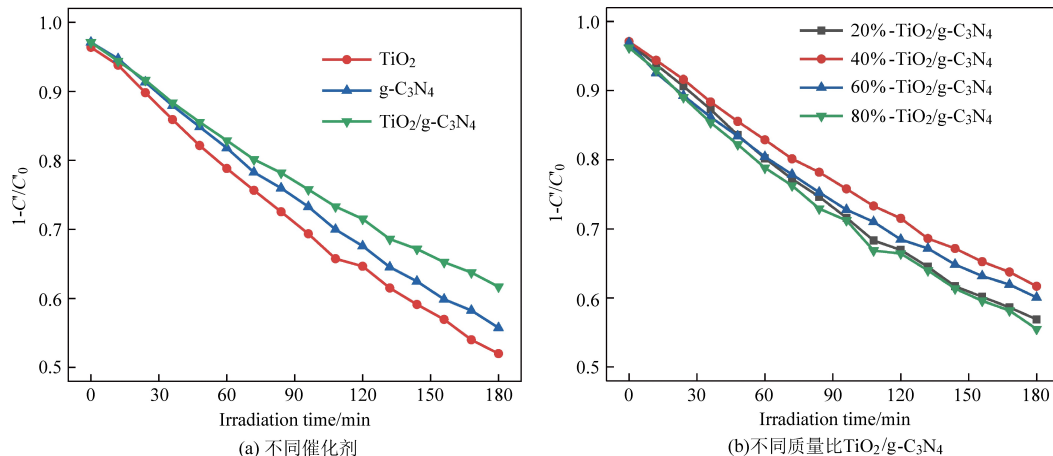 1.0
0.9
0.8
0.7
0.6
0.5
1-C'/C'₀
TiO₂
g-C₃N₄
TiO₂/g-C₃N₄
0 30 60 90 120 150 180
Irradiation time/min
(a) 不同催化剂
1.0
0.9
0.8
0.7
0.6
0.5
1-C'/C'₀
20%-TiO₂/g-C₃N₄
40%-TiO₂/g-C₃N₄
60%-TiO₂/g-C₃N₄
80%-TiO₂/g-C₃N₄
0 30 60 90 120 150 180
Irradiation time/min
(b)不同质量比TiO₂/g-C₃N₄